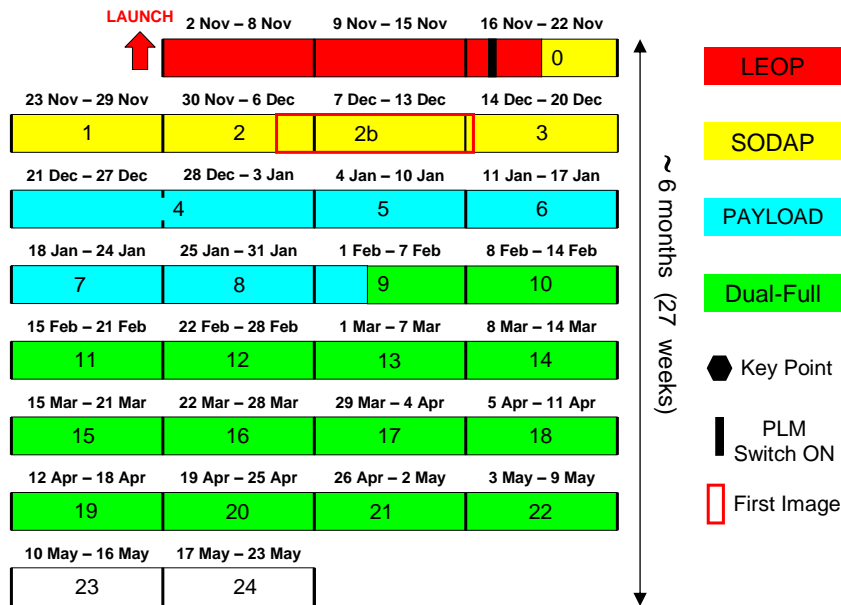 LAUNCH
2 Nov – 8 Nov
9 Nov – 15 Nov
16 Nov – 22 Nov
0
23 Nov – 29 Nov
30 Nov – 6 Dec
7 Dec – 13 Dec
14 Dec – 20 Dec
1
2
2b
3
21 Dec – 27 Dec
28 Dec – 3 Jan
4 Jan – 10 Jan
11 Jan – 17 Jan
4
5
6
18 Jan – 24 Jan
25 Jan – 31 Jan
1 Feb – 7 Feb
8 Feb – 14 Feb
7
8
9
10
15 Feb – 21 Feb
22 Feb – 28 Feb
1 Mar – 7 Mar
8 Mar – 14 Mar
11
12
13
14
15 Mar – 21 Mar
22 Mar – 28 Mar
29 Mar – 4 Apr
5 Apr – 11 Apr
15
16
17
18
12 Apr – 18 Apr
19 Apr – 25 Apr
26 Apr – 2 May
3 May – 9 May
19
20
21
22
10 May – 16 May
17 May – 23 May
23
24
~ 6 months (27 weeks)
LEOP
SODAP
PAYLOAD
Dual-Full
Key Point
PLM
Switch ON
First Image